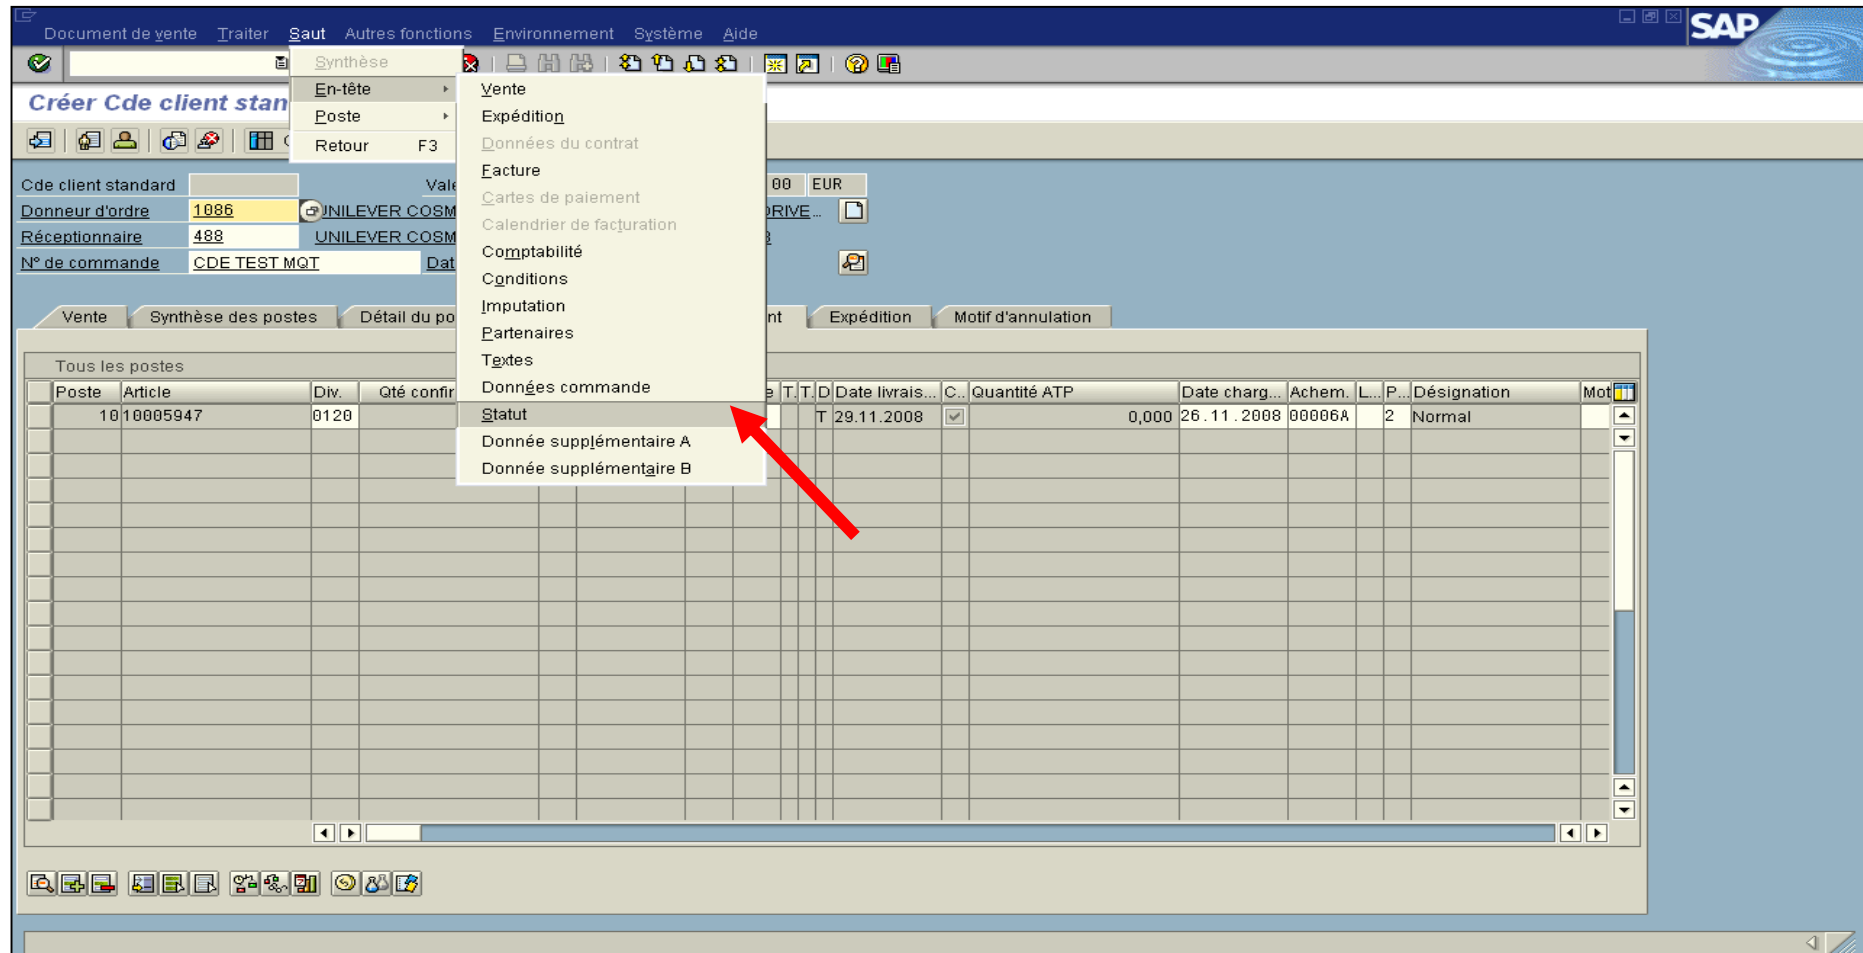 Document de vente Traiter Saut Autres fonctions Environnement Système Aide
SAP
Synthèse
En-tête
Poste
Retour F3
Vente
Expédition
Données du contrat
Facture
Cartes de paiement
Calendrier de facturation
Comptabilité
Conditions
Imputation
Partenaires
Textes
Données commande
Statut
Donnée supplémentaire A
Donnée supplémentaire B
Créer Cde client stan
Cde client standard Vale 00 EUR
Donneur d'ordre 1086 UNILEVER COSM DRIVE...
Réceptionnaire 488 UNILEVER COSM
N° de commande CDE TEST MQT Dat
Vente Synthèse des postes Détail du po nt Expédition Motif d'annulation
Tous les postes
Poste Article Div. Qté confir e T. T. D Date livrais... C.. Quantité ATP Date charg... Achem. L... P... Désignation Mot
10 10005947 0120 T 29.11.2008 0,000 26.11.2008 00006A 2 Normal